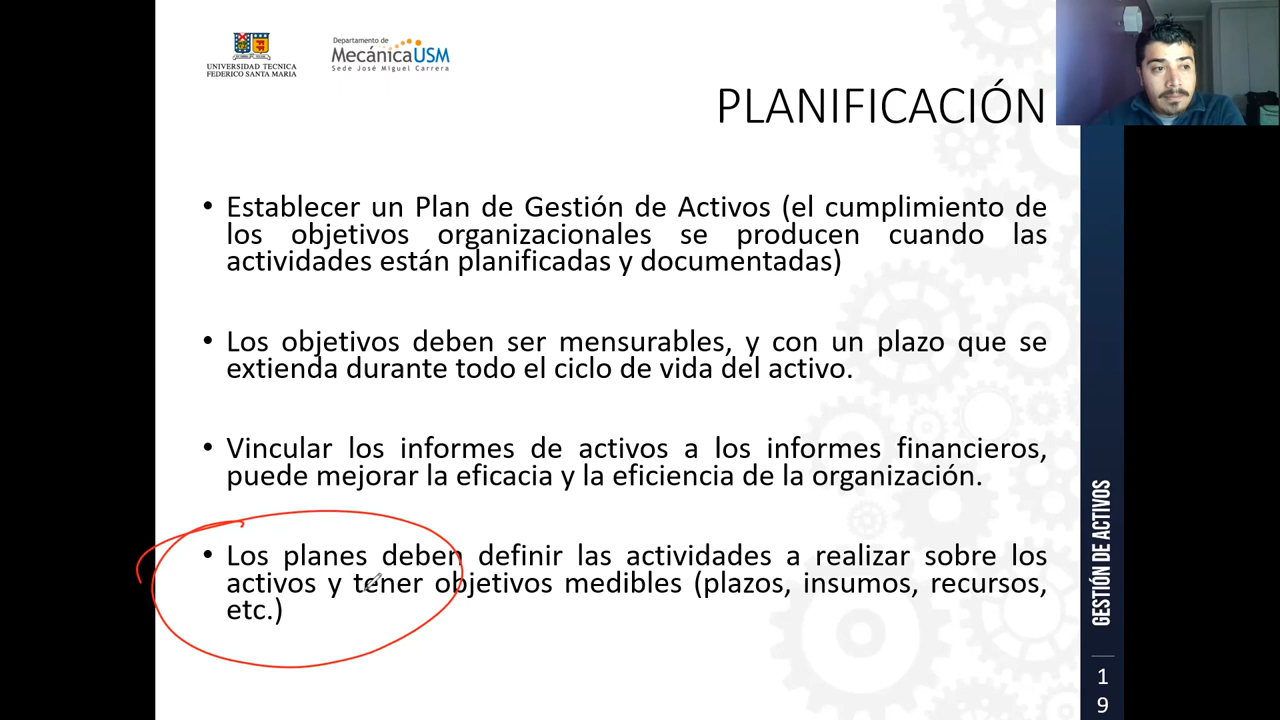 UNIVERSIDAD TECNICA
FEDERICO SANTA MARIA
Departamento de
MecánicaUSM
Sede José Miguel Carrera
PLANIFICACIÓN
• Establecer un Plan de Gestión de Activos (el cumplimiento de
los objetivos organizacionales se producen cuando las
actividades están planificadas y documentadas)
• Los objetivos deben ser mensurables, y con un plazo que se
extienda durante todo el ciclo de vida del activo.
• Vincular los informes de activos a los informes financieros,
puede mejorar la eficacia y la eficiencia de la organización.
• Los planes deben definir las actividades a realizar sobre los
activos y tener objetivos medibles (plazos, insumos, recursos,
etc.)
GESTIÓN DE ACTIVOS
1
9